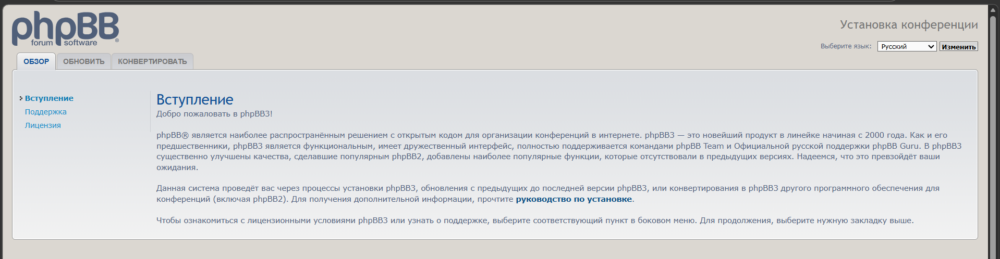 phpBB®
forum software
Установка конференции
Выберите язык: Русский Изменить
ОБЗОР ОБНОВИТЬ КОНВЕРТИРОВАТЬ
Вступление
Поддержка
Лицензия
Вступление
Добро пожаловать в phpBB3!
phpBB® является наиболее распространённым решением с открытым кодом для организации конференций в интернете. phpBB3 — это новейший продукт в линейке начиная с 2000 года. Как и его
предшественники, phpBB3 является функциональным, имеет дружественный интерфейс, полностью поддерживается командами phpBB Team и Официальной русской поддержки phpBB Guru. В phpBB3
существенно улучшены качества, сделавшие популярным phpBB2, добавлены наиболее популярные функции, которые отсутствовали в предыдущих версиях. Надеемся, что это превзойдёт ваши
ожидания.
Данная система проведёт вас через процессы установки phpBB3, обновления с предыдущих до последней версии phpBB3, или конвертирования в phpBB3 другого программного обеспечения для
конференций (включая phpBB2). Для получения дополнительной информации, прочтите руководство по установке.
Чтобы ознакомиться с лицензионными условиями phpBB3 или узнать о поддержке, выберите соответствующий пункт в боковом меню. Для продолжения, выберите нужную закладку выше.